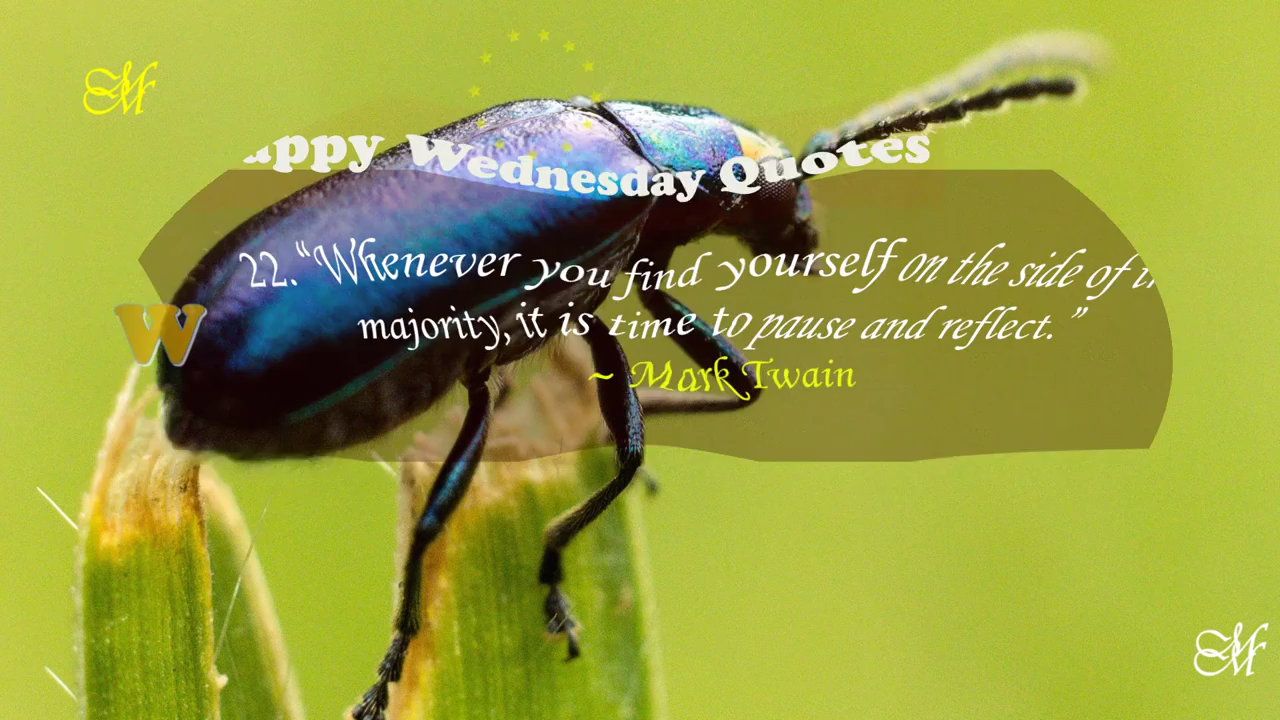 M
appy Wednesday Quotes
22. “Whenever you find yourself on the side of
majority, it is time to pause and reflect. ”
W
~ Mark Twain
M